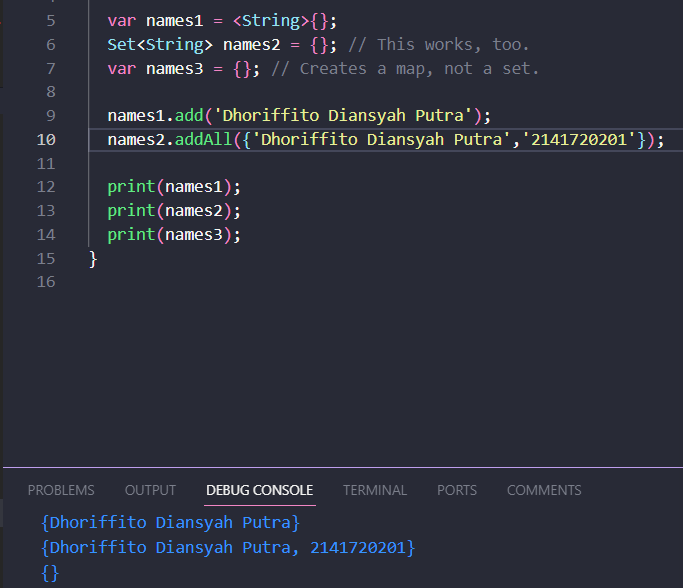 5 var names1 = <String>{};
6 Set<String> names2 = {}; // This works, too.
7 var names3 = {}; // Creates a map, not a set.
8
9 names1.add('Dhoriffito Diansyah Putra');
10 names2.addAll({'Dhoriffito Diansyah Putra','2141720201'});
11
12 print(names1);
13 print(names2);
14 print(names3);
15 }
16
PROBLEMS OUTPUT DEBUG CONSOLE TERMINAL PORTS COMMENTS
{Dhoriffito Diansyah Putra}
{Dhoriffito Diansyah Putra, 2141720201}
{}